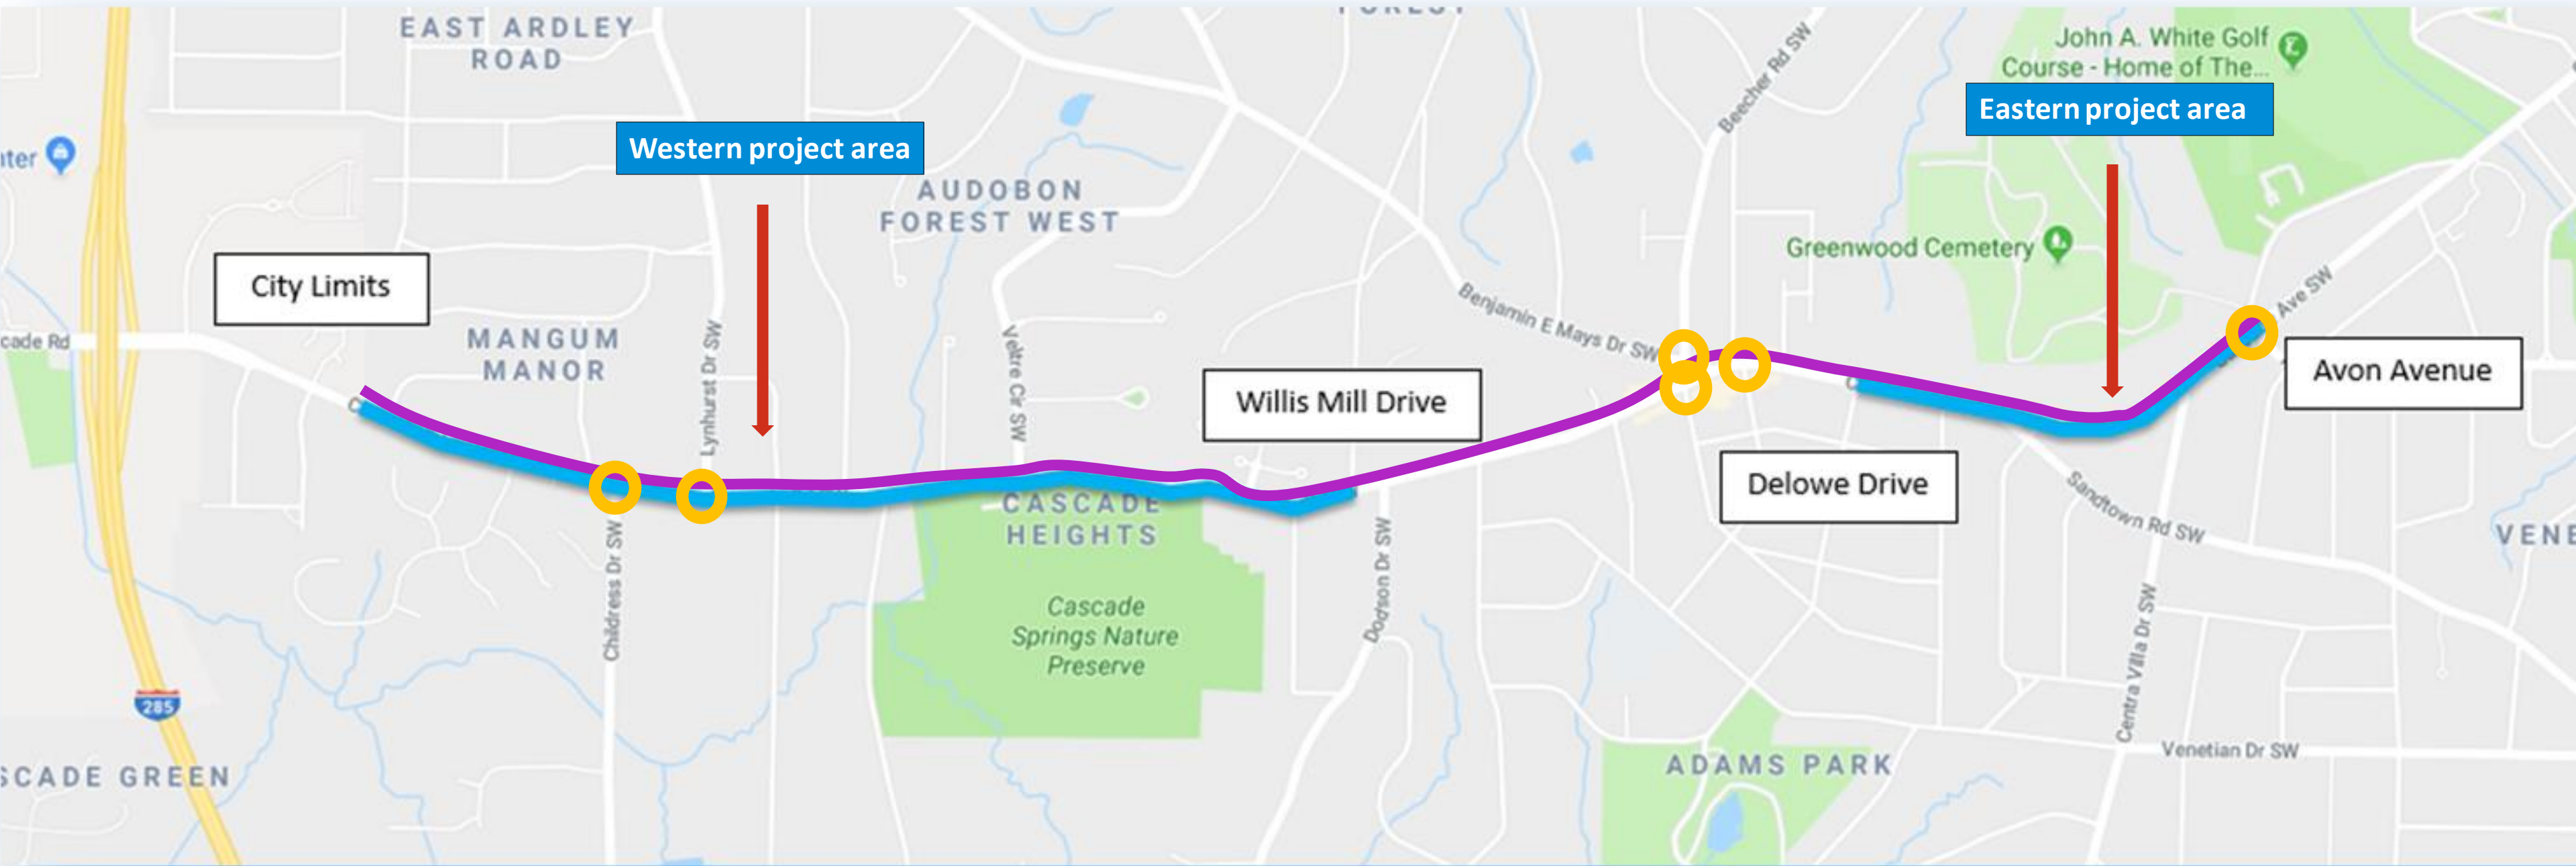 EAST ARDLEY
ROAD
John A. White Golf
Course - Home of The...
Eastern project area
Beecher Rd SW
Western project area
AUDOBON
FOREST WEST
Greenwood Cemetery
City Limits
cade Rd
MANGUM
MANOR
Lynhurst Dr SW
Veltre Cir SW
Benjamin E Mays Dr SW
Ave SW
Willis Mill Drive
Avon Avenue
Delowe Drive
CASCADE
HEIGHTS
Sandtown Rd SW
VENE
Childress Dr SW
Dodson Dr SW
Cascade
Springs Nature
Preserve
Centra Villa Dr SW
285
Venetian Dr SW
SCADE GREEN
ADAMS PARK